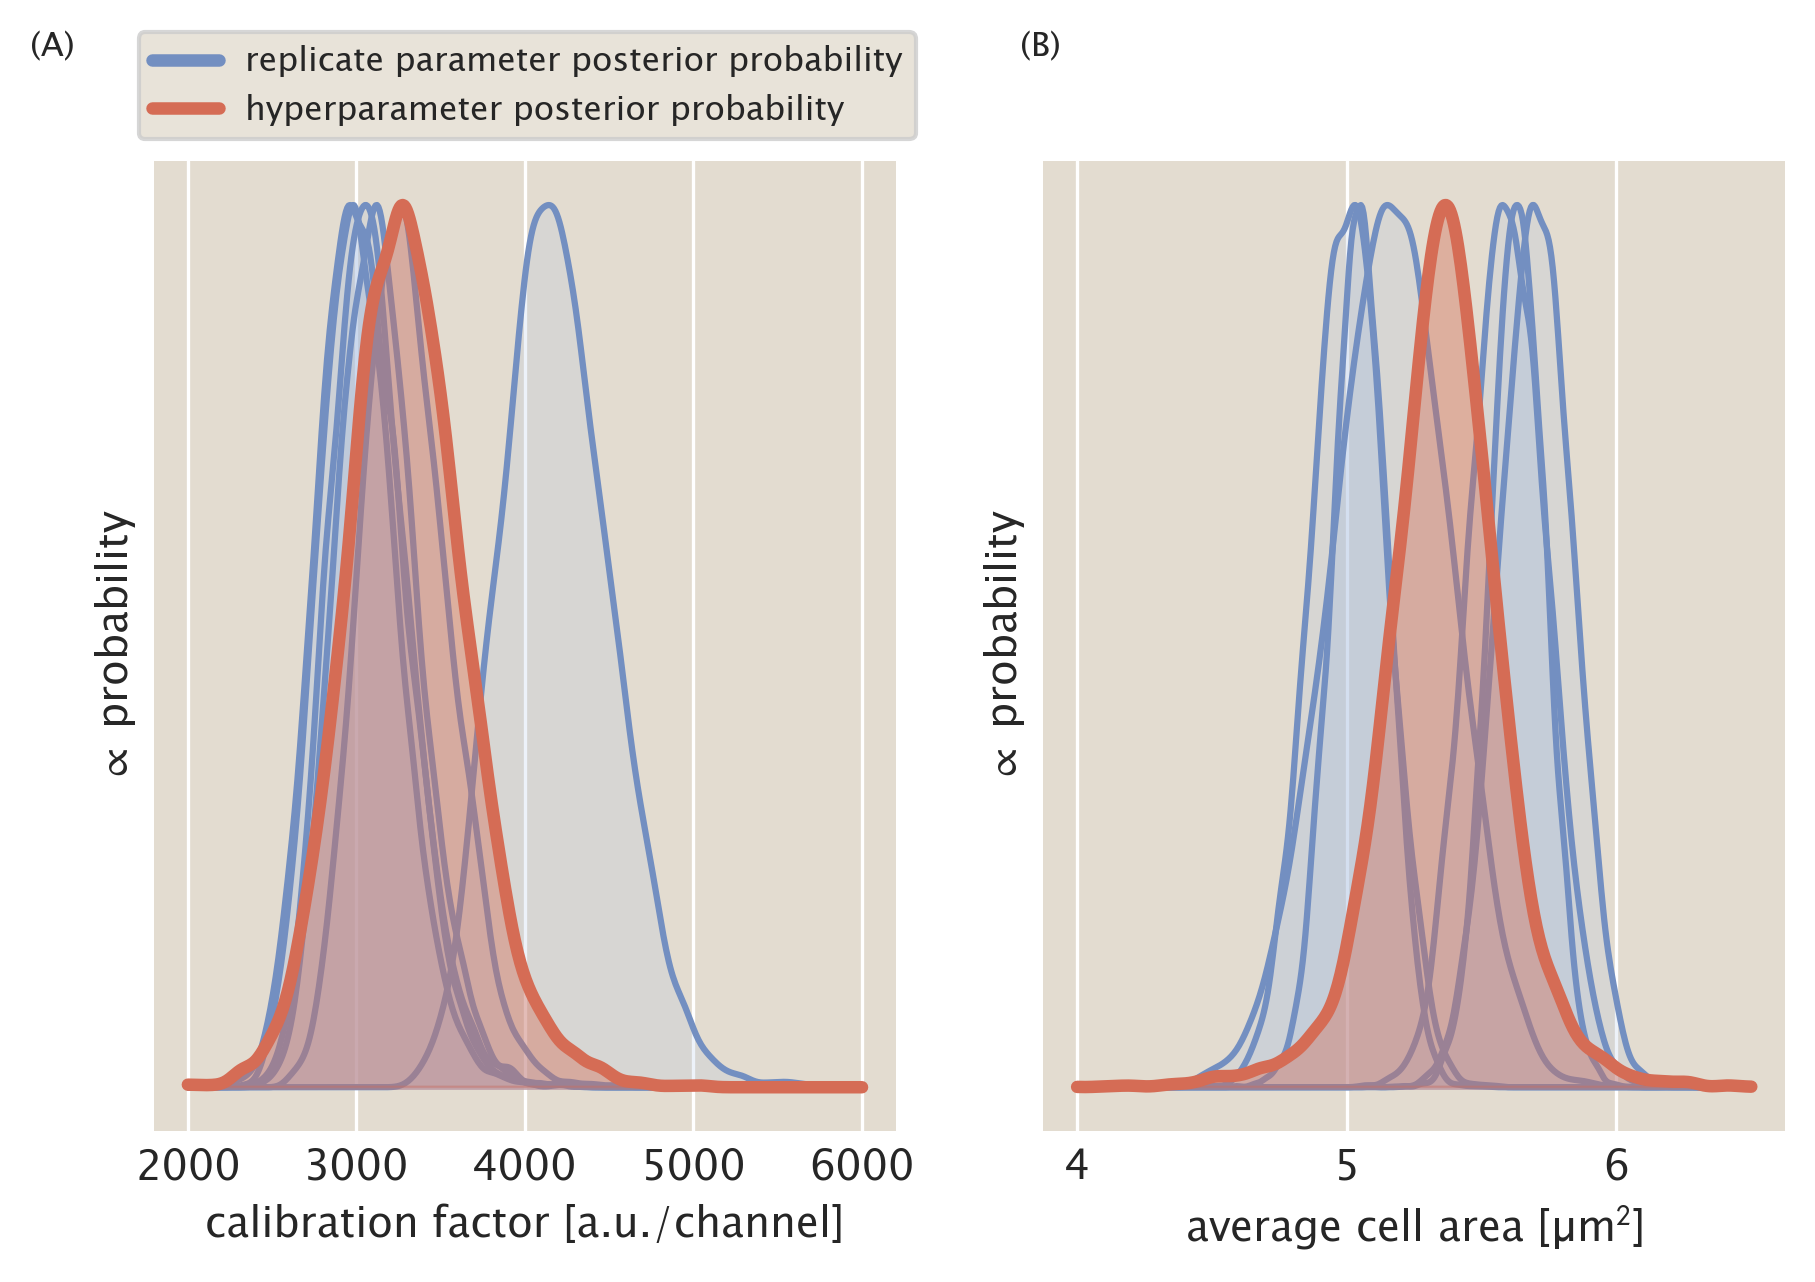 (A)
replicate parameter posterior probability
hyperparameter posterior probability
∝ probability
2000 3000 4000 5000 6000
calibration factor [a.u./channel]
(B)
∝ probability
4 5 6
average cell area [µm²]